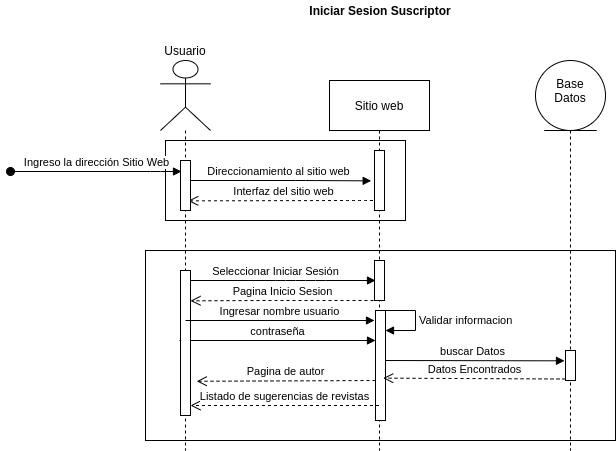 Iniciar Sesion Suscriptor
Usuario
Sitio web
Base
Datos
Ingreso la dirección Sitio Web
Direccionamiento al sitio web
Interfaz del sitio web
Seleccionar Iniciar Sesión
Pagina Inicio Sesion
Ingresar nombre usuario
Validar informacion
contraseña
buscar Datos
Datos Encontrados
Pagina de autor
Listado de sugerencias de revistas